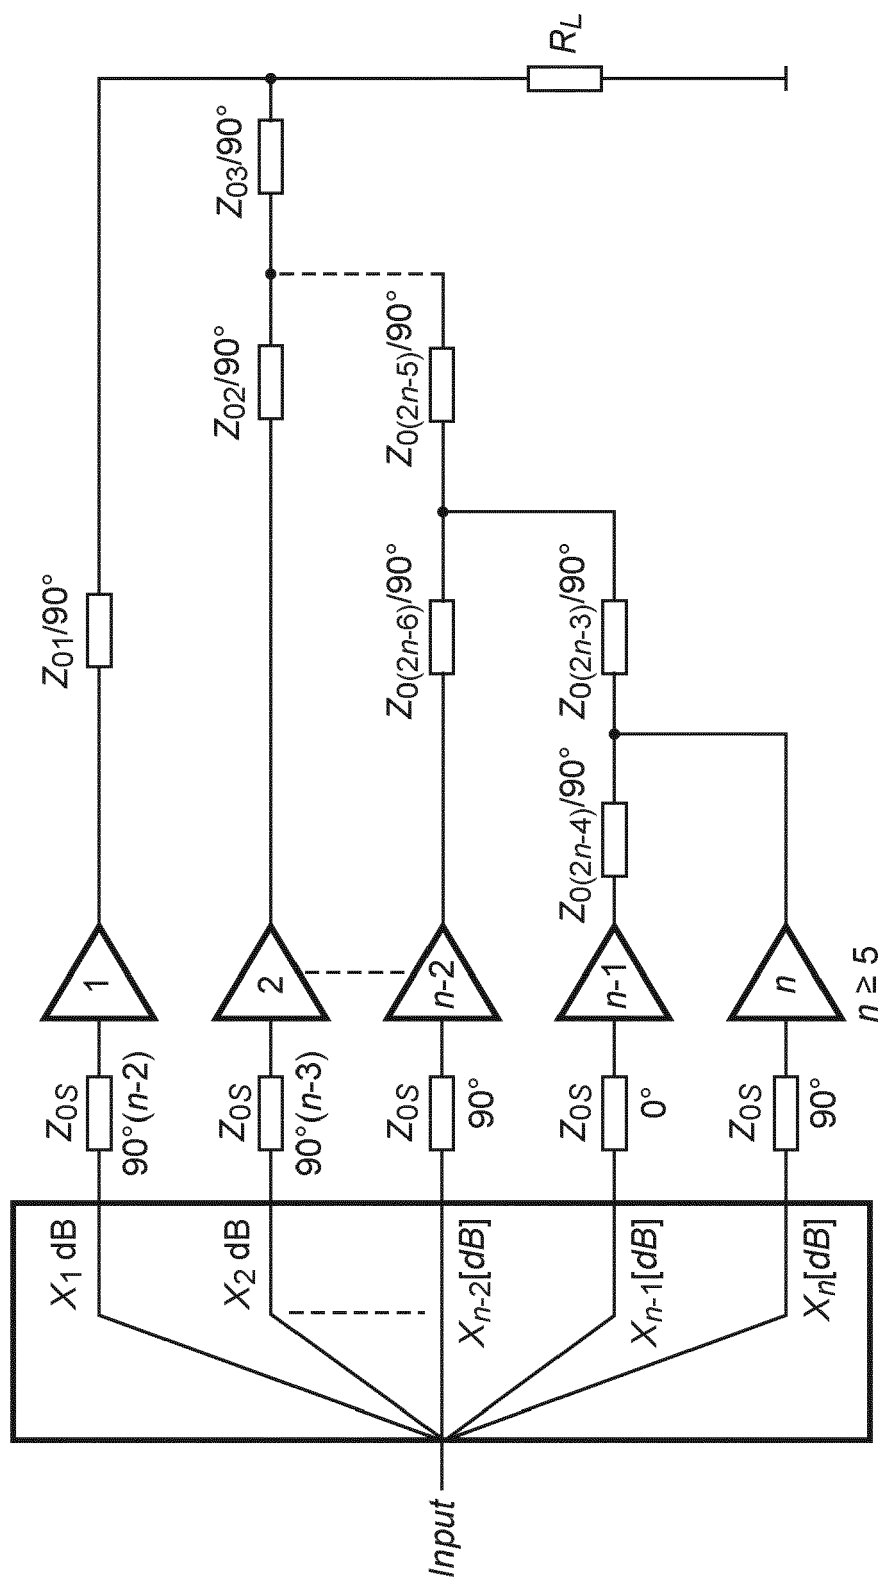 Input
X1 dB
X2 dB
Xn-2[dB]
Xn-1[dB]
Xn[dB]
Z0S
90°(n-2)
Z0S
90°(n-3)
Z0S
90°
Z0S
0°
Z0S
90°
1
2
n-2
n-1
n
n ≥ 5
Z01/90°
Z02/90°
Z03/90°
Z0(2n-6)/90°
Z0(2n-5)/90°
Z0(2n-4)/90°
Z0(2n-3)/90°
RL